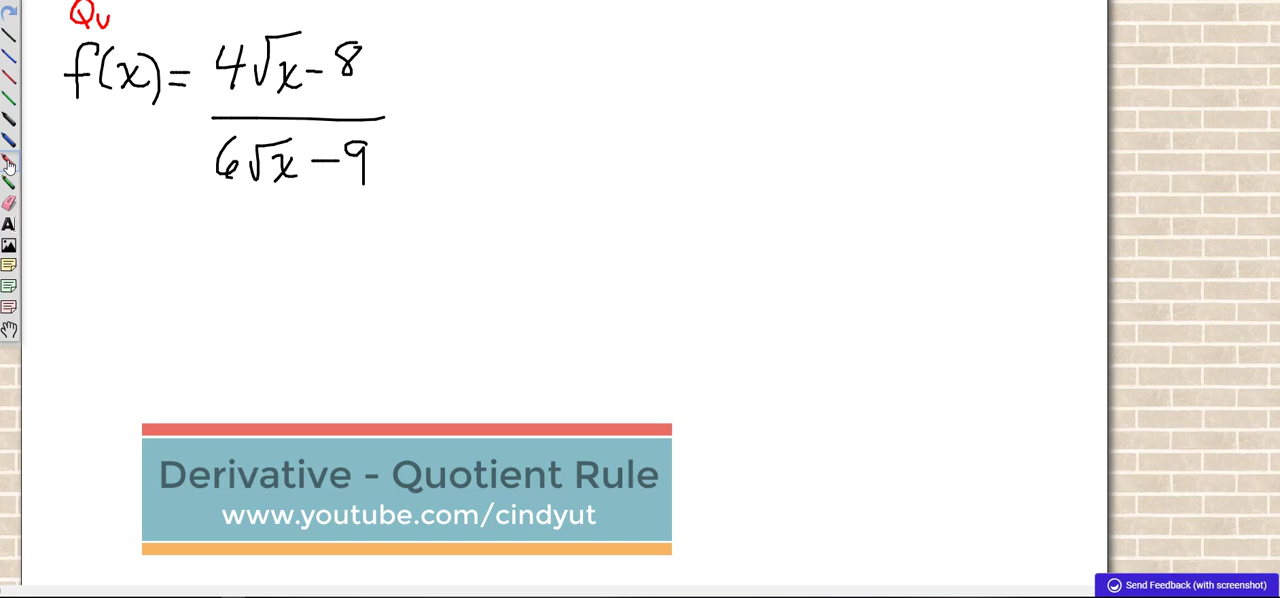 Qu
f(x) = 4√x - 8
6√x - 9
A
Derivative - Quotient Rule
www.youtube.com/cindyut
Send Feedback (with screenshot)